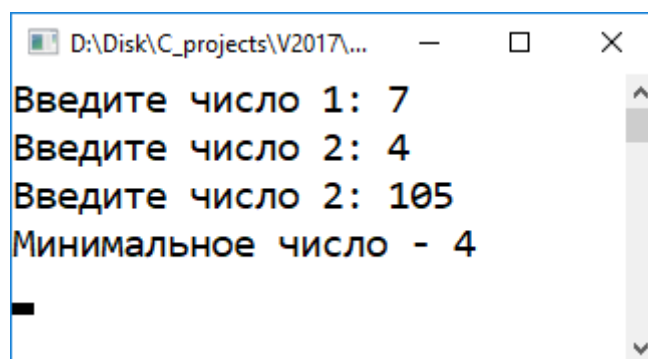 D:\Disk\C_projects\V2017\...
Введите число 1: 7
Введите число 2: 4
Введите число 2: 105
Минимальное число - 4